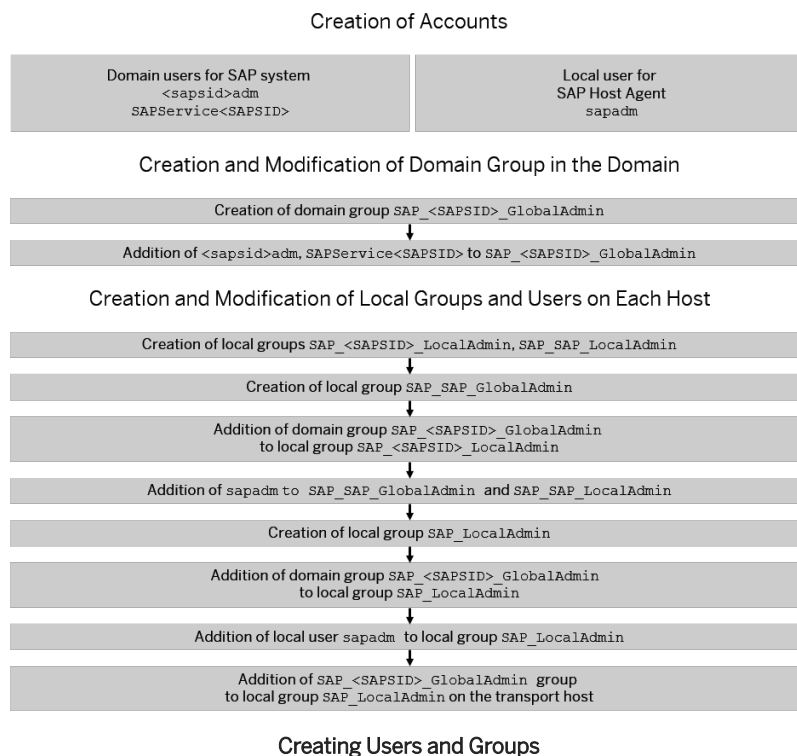 Creation of Accounts
Domain users for SAP system
<sapsid>adm
SAPService<SAPSID>
Local user for
SAP Host Agent
sapadm
Creation and Modification of Domain Group in the Domain
Creation of domain group SAP_<SAPSID>_GlobalAdmin
Addition of <sapsid>adm, SAPService<SAPSID> to SAP_<SAPSID>_GlobalAdmin
Creation and Modification of Local Groups and Users on Each Host
Creation of local groups SAP_<SAPSID>_LocalAdmin, SAP_SAP_LocalAdmin
Creation of local group SAP_SAP_GlobalAdmin
Addition of domain group SAP_<SAPSID>_GlobalAdmin
to local group SAP_<SAPSID>_LocalAdmin
Addition of sapadm to SAP_SAP_GlobalAdmin and SAP_SAP_LocalAdmin
Creation of local group SAP_LocalAdmin
Addition of domain group SAP_<SAPSID>_GlobalAdmin
to local group SAP_LocalAdmin
Addition of local user sapadm to local group SAP_LocalAdmin
Addition of SAP_<SAPSID>_GlobalAdmin group
to local group SAP_LocalAdmin on the transport host
Creating Users and Groups